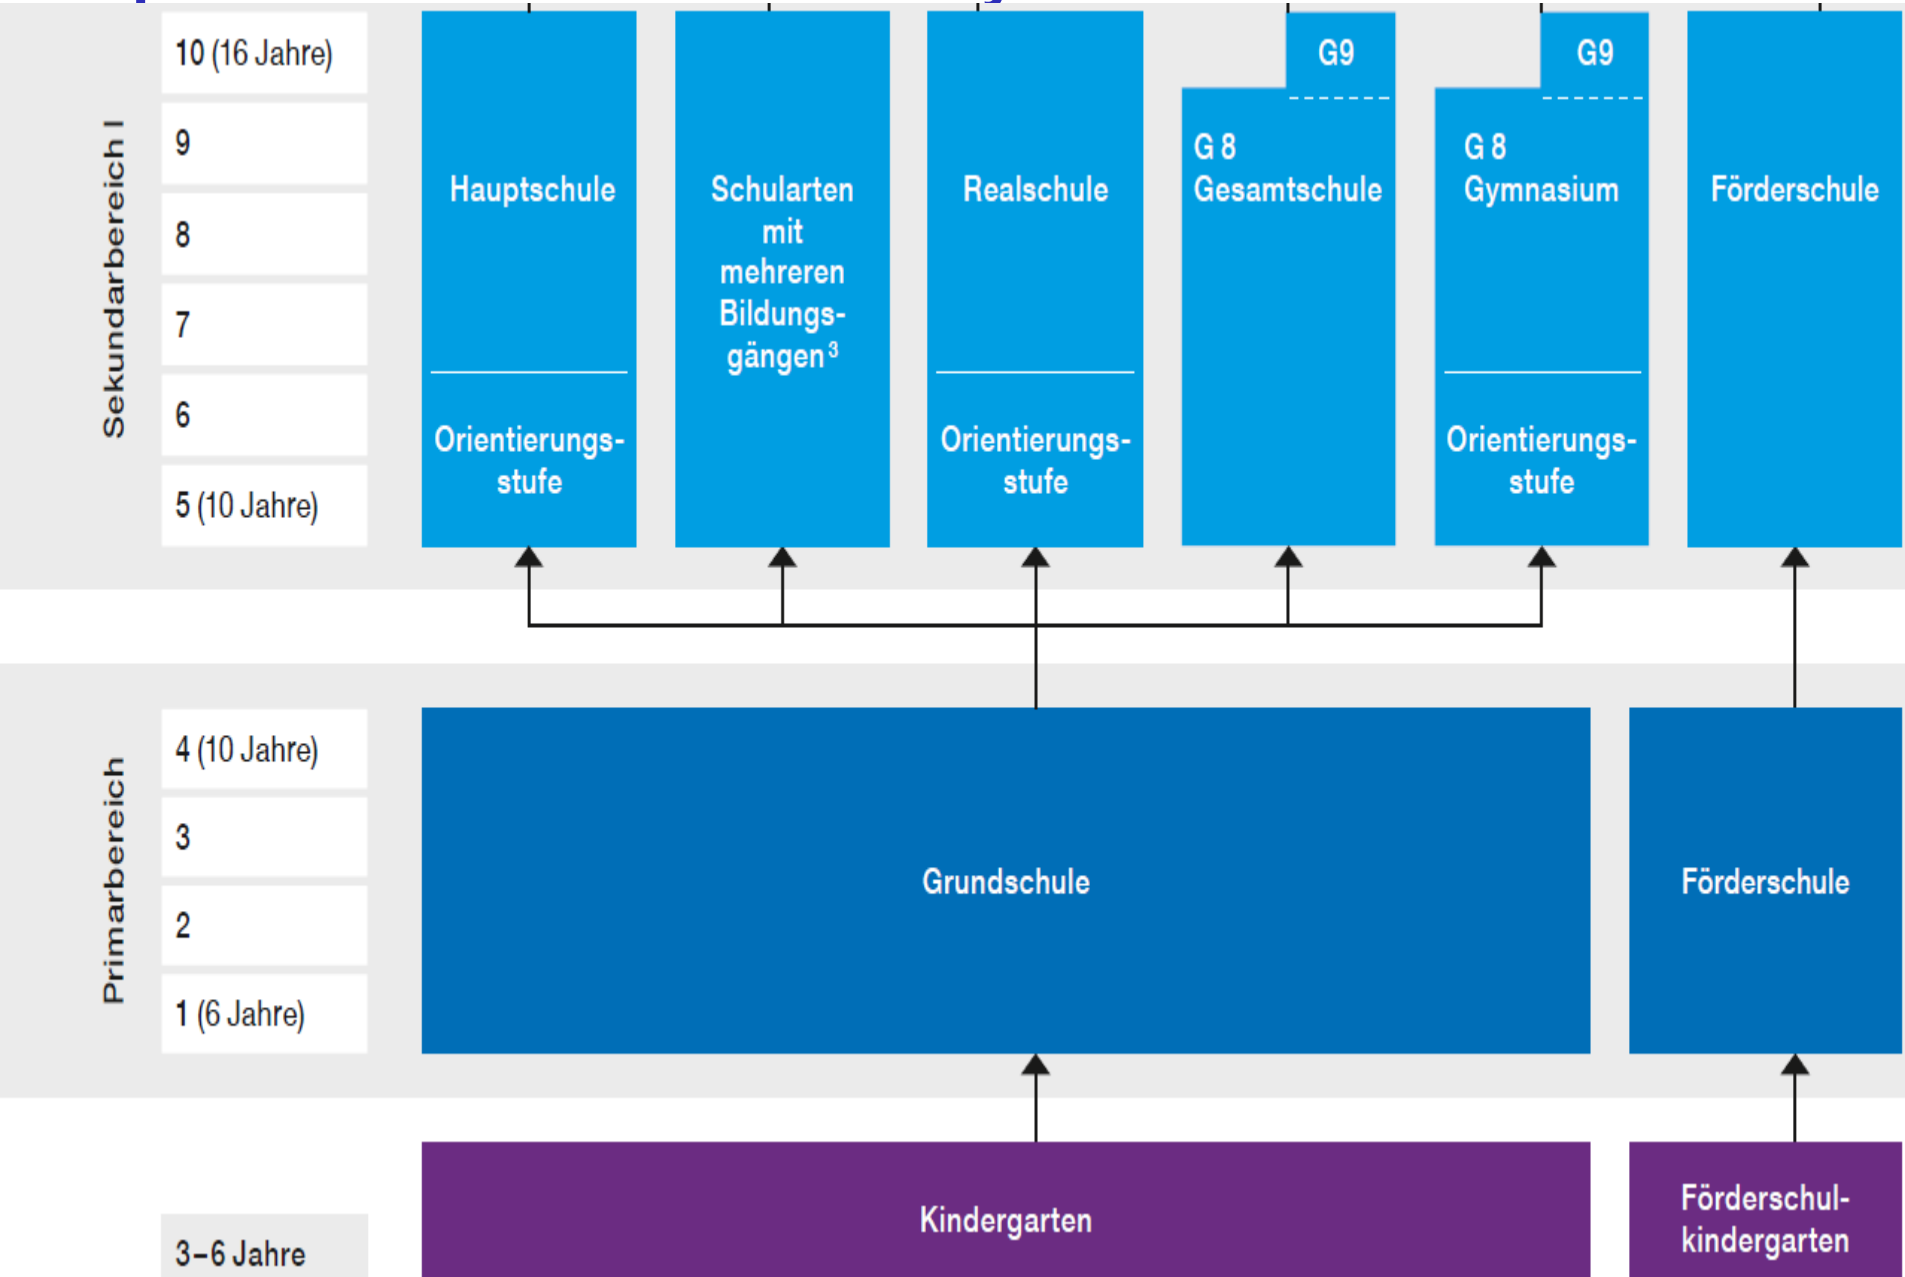 Sekundarbereich I
10 (16 Jahre)
9
8
7
6
5 (10 Jahre)
Hauptschule
Orientierungs-
stufe
Schularten
mit
mehreren
Bildungs-
gängen³
Realschule
Orientierungs-
stufe
G9
G 8
Gesamtschule
G9
G 8
Gymnasium
Orientierungs-
stufe
Förderschule
Primarbereich
4 (10 Jahre)
3
2
1 (6 Jahre)
Grundschule
Förderschule
3–6 Jahre
Kindergarten
Förderschul-
kindergarten